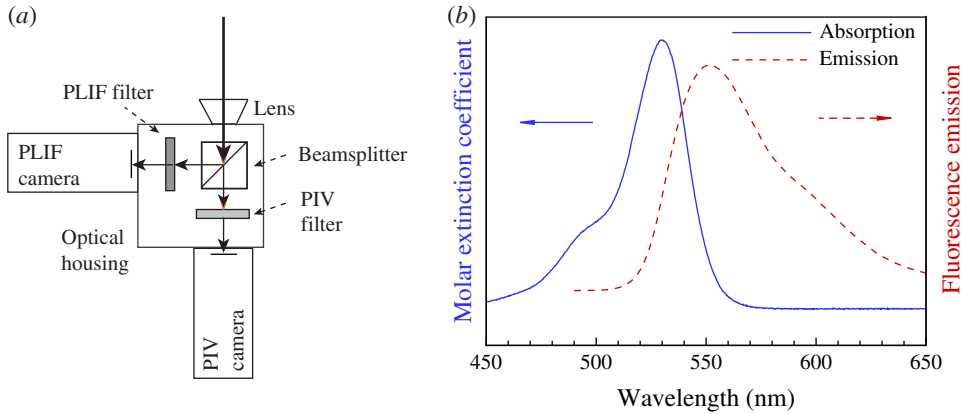 (a)
Lens
PLIF filter
PLIF
camera
Beamsplitter
PIV
filter
Optical
housing
PIV
camera
(b)
Absorption
Emission
Molar extinction coefficient
Fluorescence emission
450
500
550
600
650
Wavelength (nm)